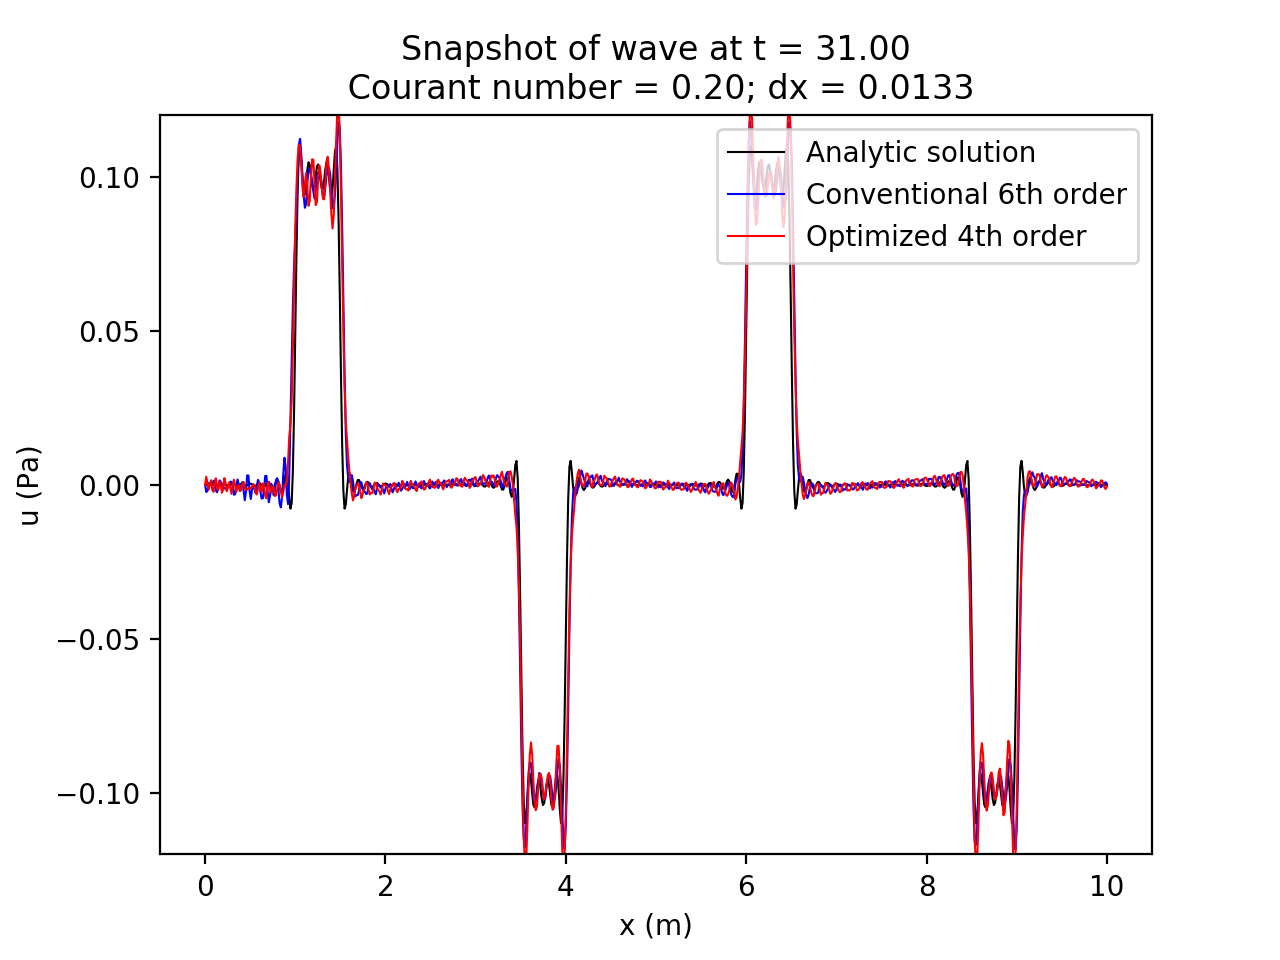 Snapshot of wave at t = 31.00
Courant number = 0.20; dx = 0.0133
Analytic solution
Conventional 6th order
Optimized 4th order
0.10
0.05
0.00
−0.05
−0.10
u (Pa)
0 2 4 6 8 10
x (m)